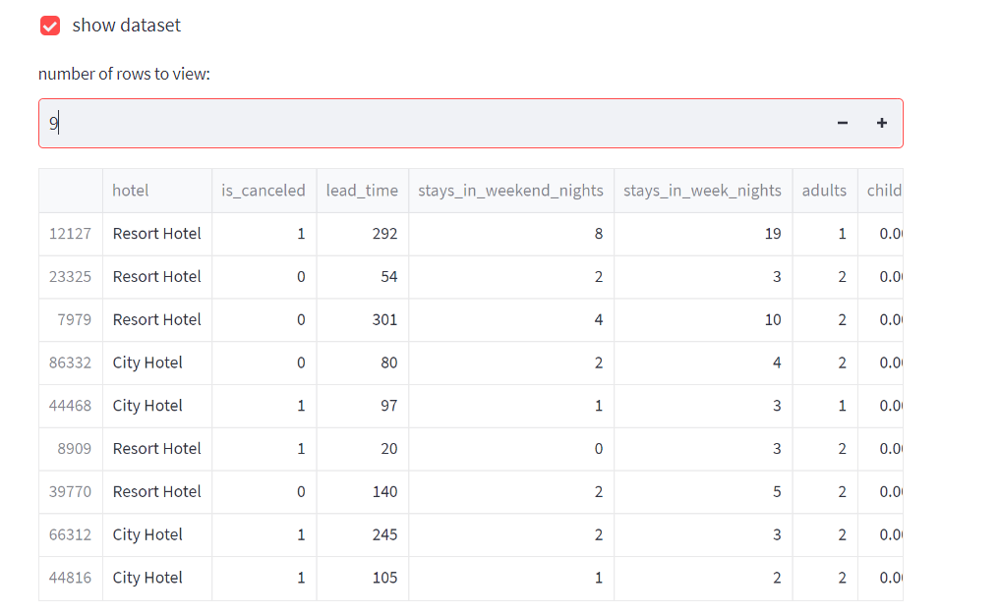 show dataset
number of rows to view:
9
hotel is_canceled lead_time stays_in_weekend_nights stays_in_week_nights adults child
12127 Resort Hotel 1 292 8 19 1 0.0
23325 Resort Hotel 0 54 2 3 2 0.0
7979 Resort Hotel 0 301 4 10 2 0.0
86332 City Hotel 0 80 2 4 2 0.0
44468 City Hotel 1 97 1 3 1 0.0
8909 Resort Hotel 1 20 0 3 2 0.0
39770 Resort Hotel 0 140 2 5 2 0.0
66312 City Hotel 1 245 2 3 2 0.0
44816 City Hotel 1 105 1 2 2 0.0